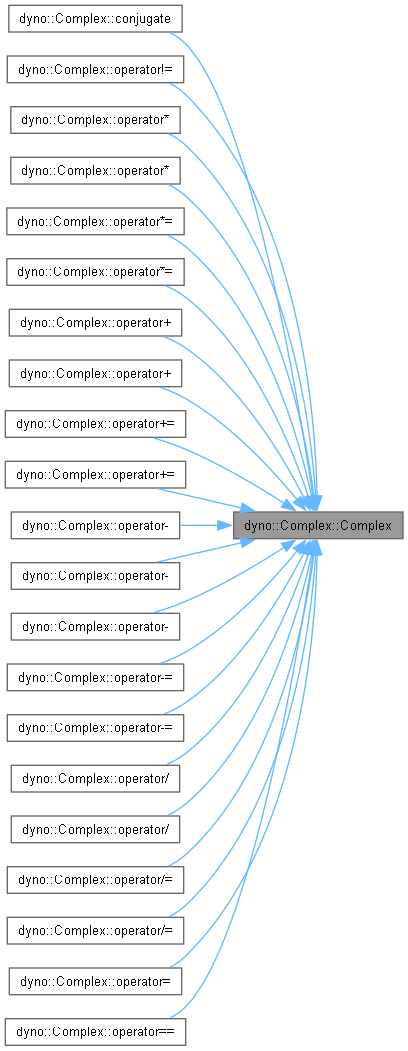 dyno::Complex::conjugate
dyno::Complex::operator!=
dyno::Complex::operator*
dyno::Complex::operator*
dyno::Complex::operator*=
dyno::Complex::operator*=
dyno::Complex::operator+
dyno::Complex::operator+
dyno::Complex::operator+=
dyno::Complex::operator+=
dyno::Complex::Complex
dyno::Complex::operator-
dyno::Complex::operator-
dyno::Complex::operator-
dyno::Complex::operator-=
dyno::Complex::operator-=
dyno::Complex::operator/
dyno::Complex::operator/
dyno::Complex::operator/=
dyno::Complex::operator/=
dyno::Complex::operator=
dyno::Complex::operator==